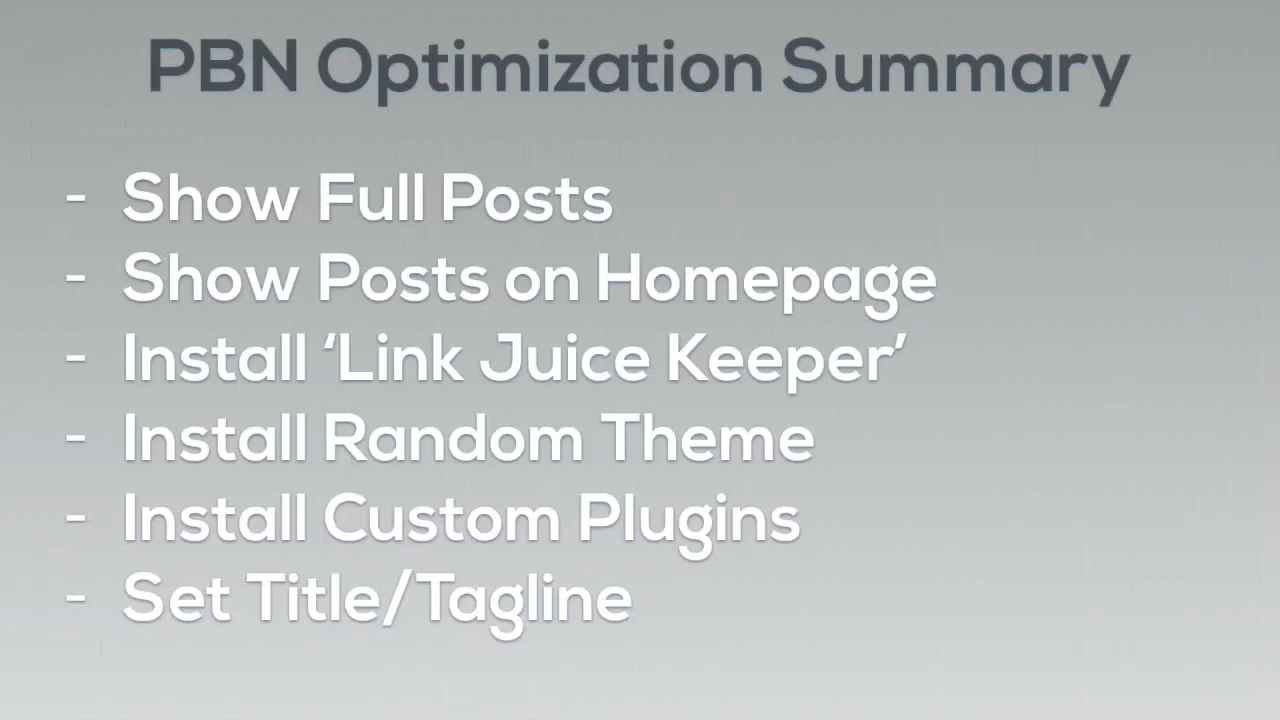 PBN Optimization Summary
- Show Full Posts
- Show Posts on Homepage
- Install ‘Link Juice Keeper’
- Install Random Theme
- Install Custom Plugins
- Set Title/Tagline